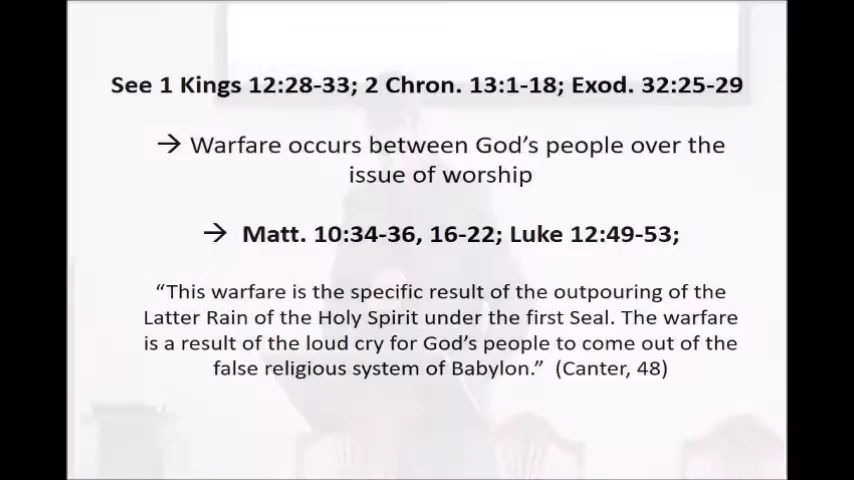 See 1 Kings 12:28-33; 2 Chron. 13:1-18; Exod. 32:25-29
→ Warfare occurs between God’s people over the
issue of worship
→ Matt. 10:34-36, 16-22; Luke 12:49-53;
“This warfare is the specific result of the outpouring of the
Latter Rain of the Holy Spirit under the first Seal. The warfare
is a result of the loud cry for God’s people to come out of the
false religious system of Babylon.” (Canter, 48)